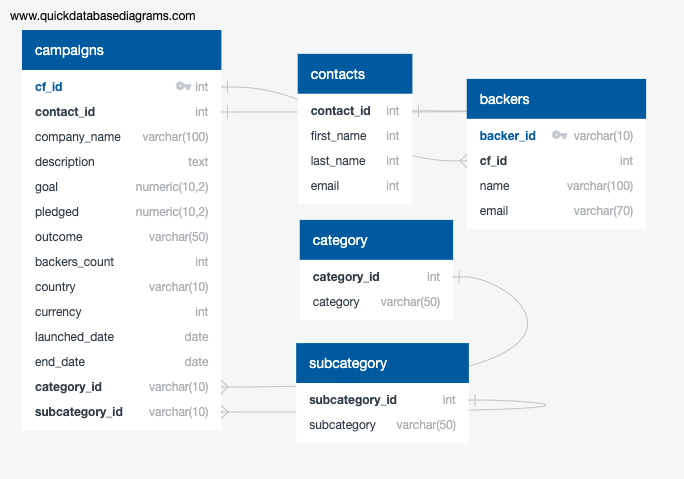 www.quickdatabasediagrams.com
campaigns
cf_id int
contact_id int
company_name varchar(100)
description text
goal numeric(10,2)
pledged numeric(10,2)
outcome varchar(50)
backers_count int
country varchar(10)
currency int
launched_date date
end_date date
category_id varchar(10)
subcategory_id varchar(10)
contacts
contact_id int
first_name int
last_name int
email int
backers
backer_id varchar(10)
cf_id int
name varchar(100)
email varchar(70)
category
category_id int
category varchar(50)
subcategory
subcategory_id int
subcategory varchar(50)